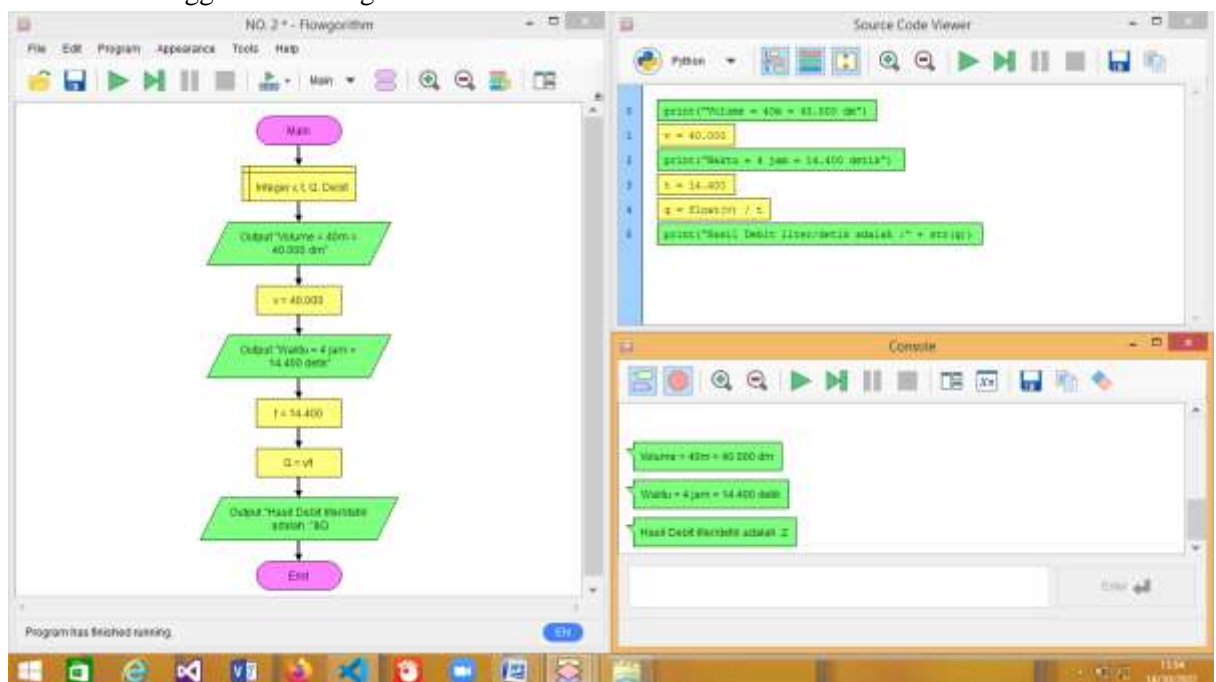 NO. 2 * - Flowgorithm
File Edit Program Appearance Tools Help
Main
Main
Integer v, t, Q, Debit
Output "Volume = 40m =
40.000 dm"
v = 40.000
Output "Waktu = 4 jam =
14.400 detik"
t = 14.400
Q = v/t
Output "Hasil Debit liter/detik
adalah :"&Q
End
Program has finished running.
EN
Source Code Viewer
Python
print("Volume = 40m = 40.000 dm")
v = 40.000
print("Waktu = 4 jam = 14.400 detik")
t = 14.400
q = float(v) / t
print("Hasil Debit liter/detik adalah :" + str(q))
Console
Volume = 40m = 40.000 dm
Waktu = 4 jam = 14.400 detik
Hasil Debit liter/detik adalah
Enter
15:54